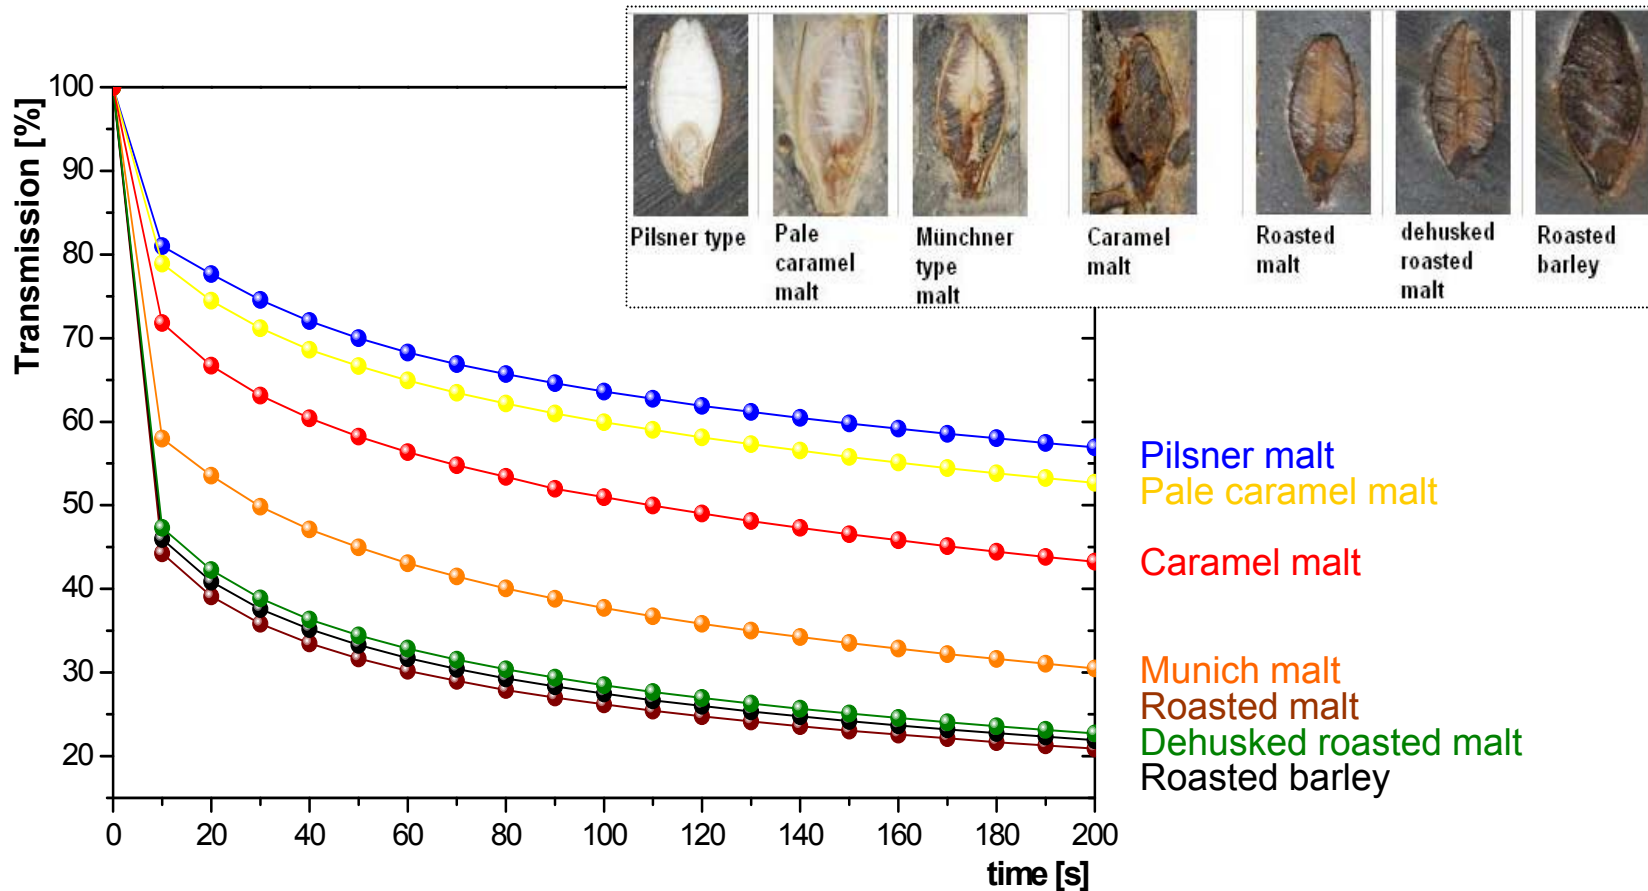 Pilsner type
Pale
caramel
malt
Münchner
type
malt
Caramel
malt
Roasted
malt
dehusked
roasted
malt
Roasted
barley
Transmission [%]
100
90
80
70
60
50
40
30
20
0 20 40 60 80 100 120 140 160 180 200
time [s]
Pilsner malt
Pale caramel malt
Caramel malt
Munich malt
Roasted malt
Dehusked roasted malt
Roasted barley